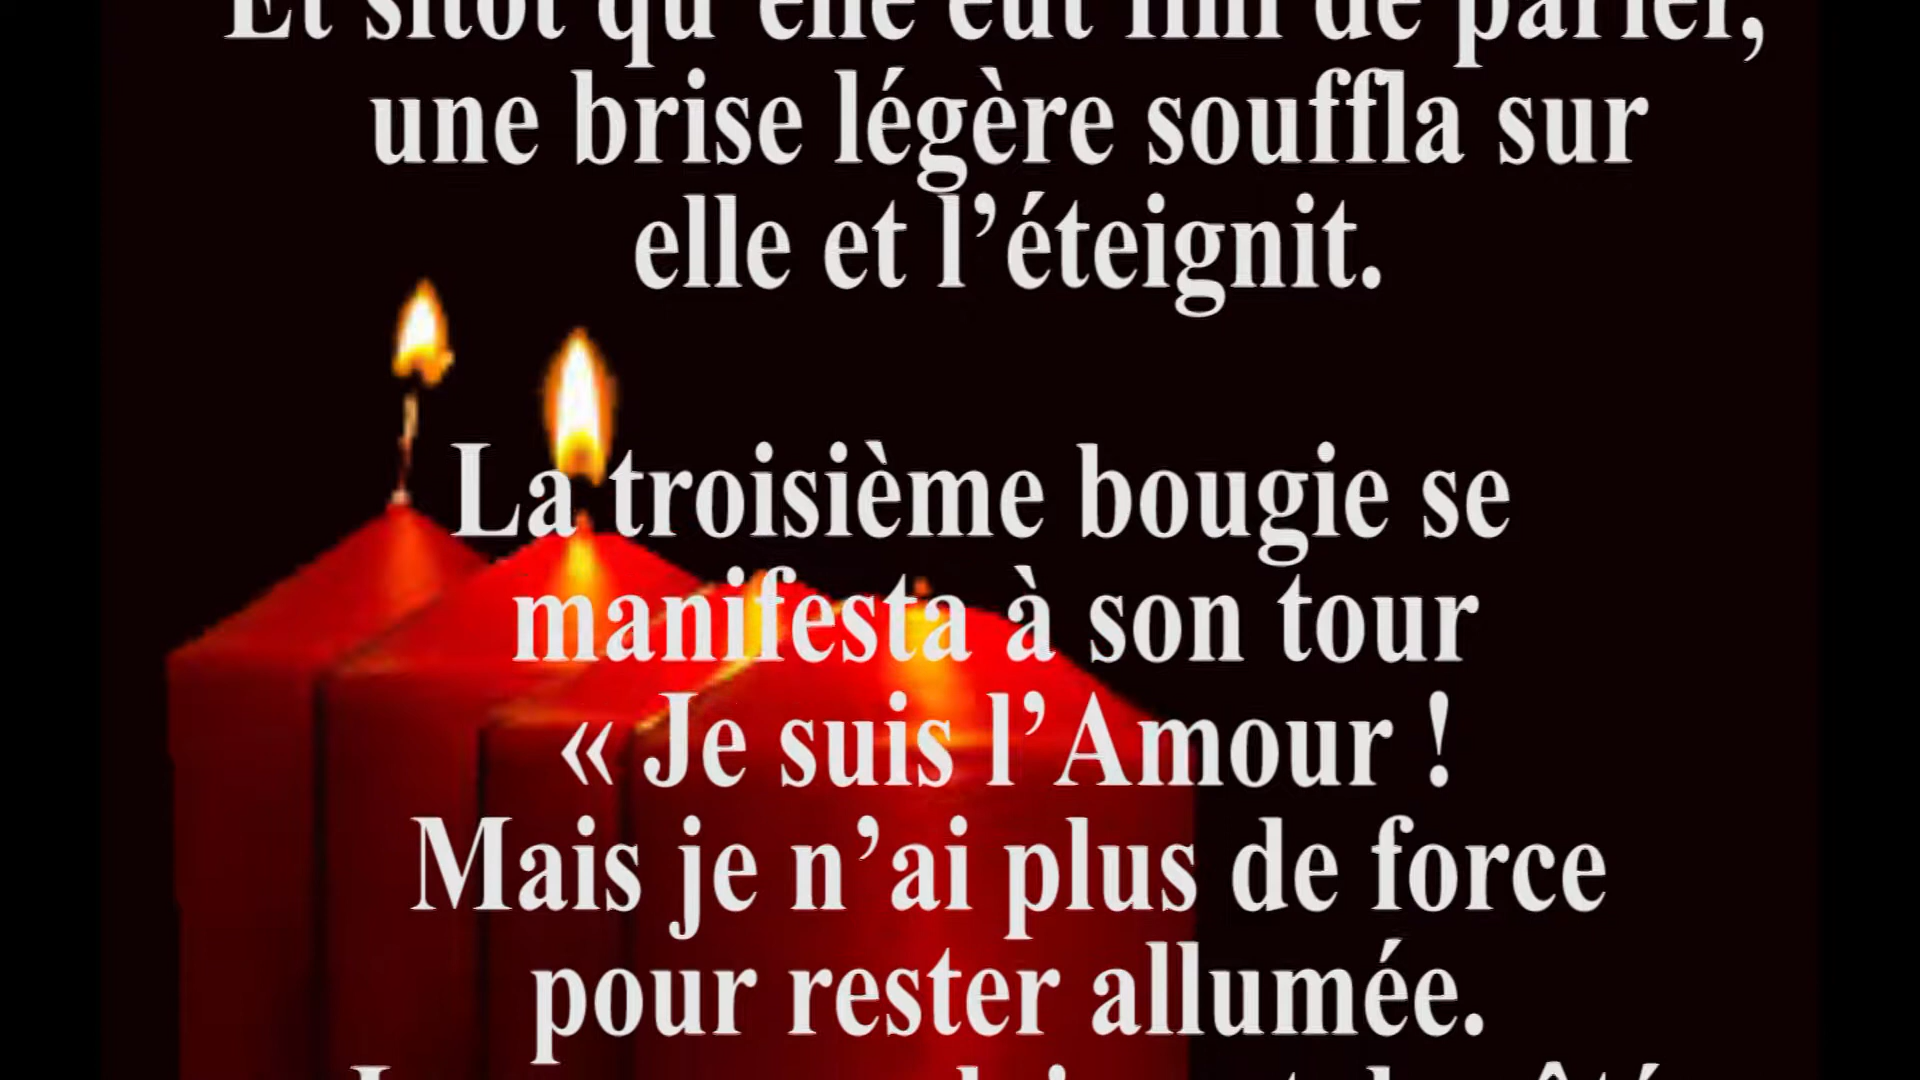 Et sitôt qu'elle eut fini de parler,
une brise légère souffla sur
elle et l’éteignit.
La troisième bougie se
manifesta à son tour
« Je suis l’Amour !
Mais je n’ai plus de force
pour rester allumée.